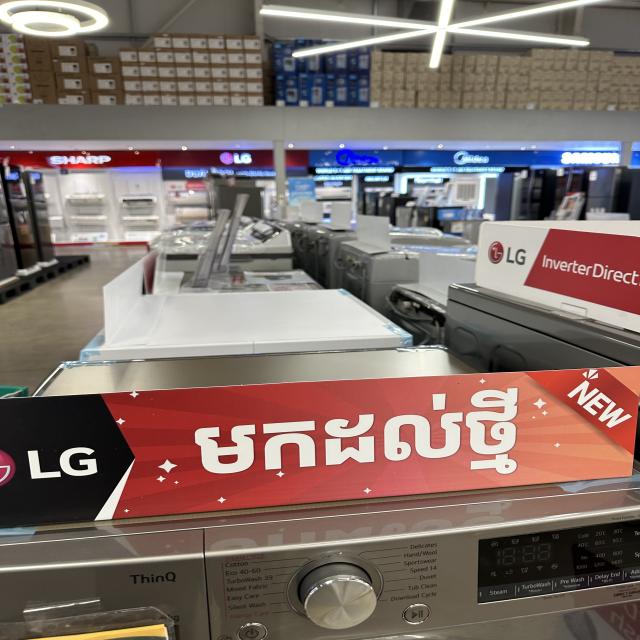 SHARP
LG
Midea
SAMSUNG
LG
InverterDirect
LG
មកដល់ថ្មី
NEW
ThinQ
Cotton
Eco 40-60
TurboWash 39
Mixed Fabric
Easy Care
Silent Wash
Delicates
Hand/Wool
Sportswear
Speed 14
Duvet
Tub Clean
Download Cycle
Steam
TurboWash
Pre Wash
Delay End